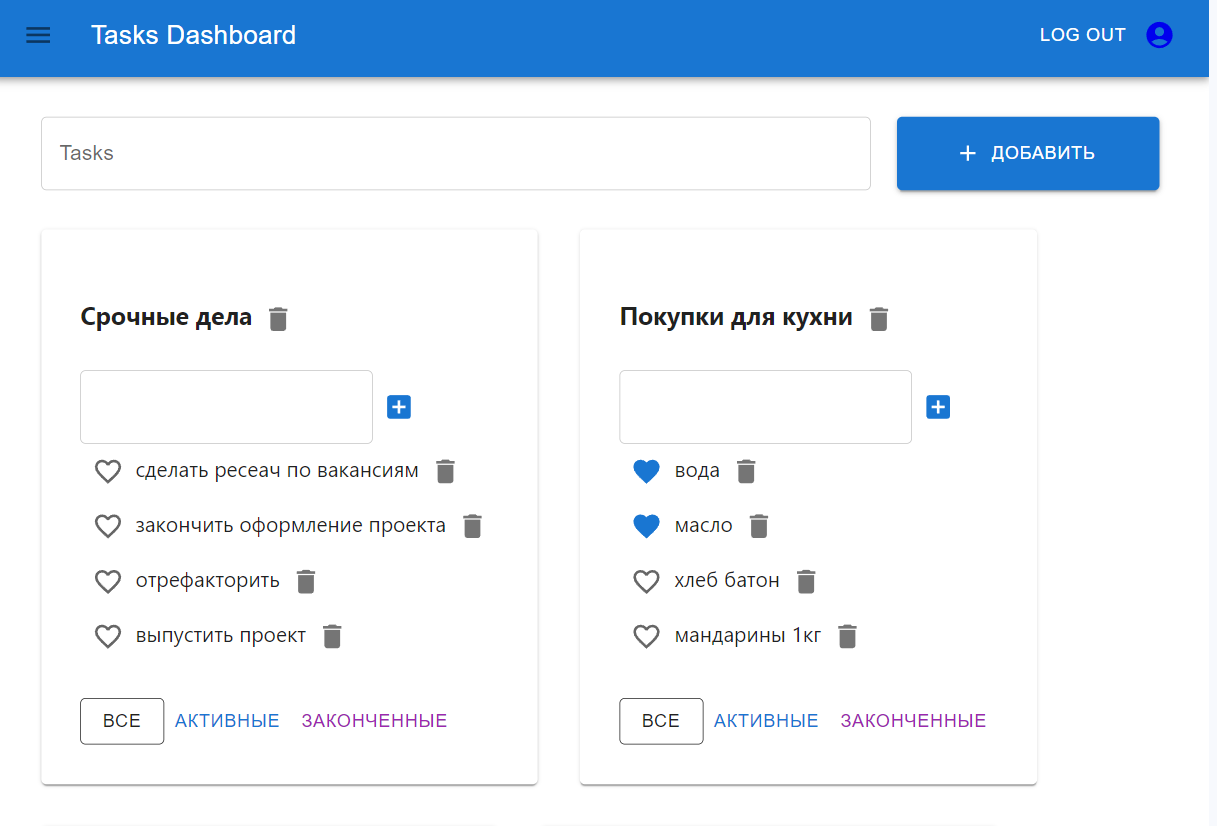 Tasks Dashboard
LOG OUT
Tasks
ДОБАВИТЬ
Срочные дела
сделать ресеач по вакансиям
закончить оформление проекта
отрефакторить
выпустить проект
ВСЕ АКТИВНЫЕ ЗАКОНЧЕННЫЕ
Покупки для кухни
вода
масло
хлеб батон
мандарины 1кг
ВСЕ АКТИВНЫЕ ЗАКОНЧЕННЫЕ